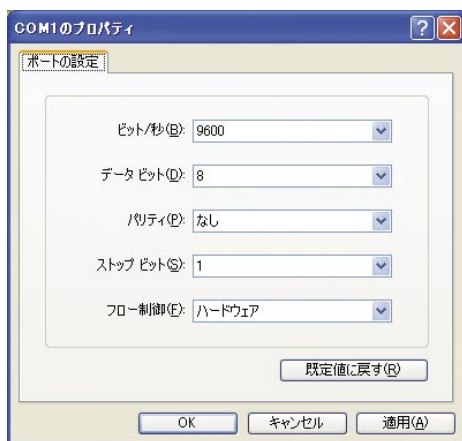 COM1のプロパティ
ポートの設定
ビット/秒(B): 9600
データ ビット(D): 8
パリティ(P): なし
ストップ ビット(S): 1
フロー制御(F): ハードウェア
既定値に戻す(R)
OK キャンセル 適用(A)